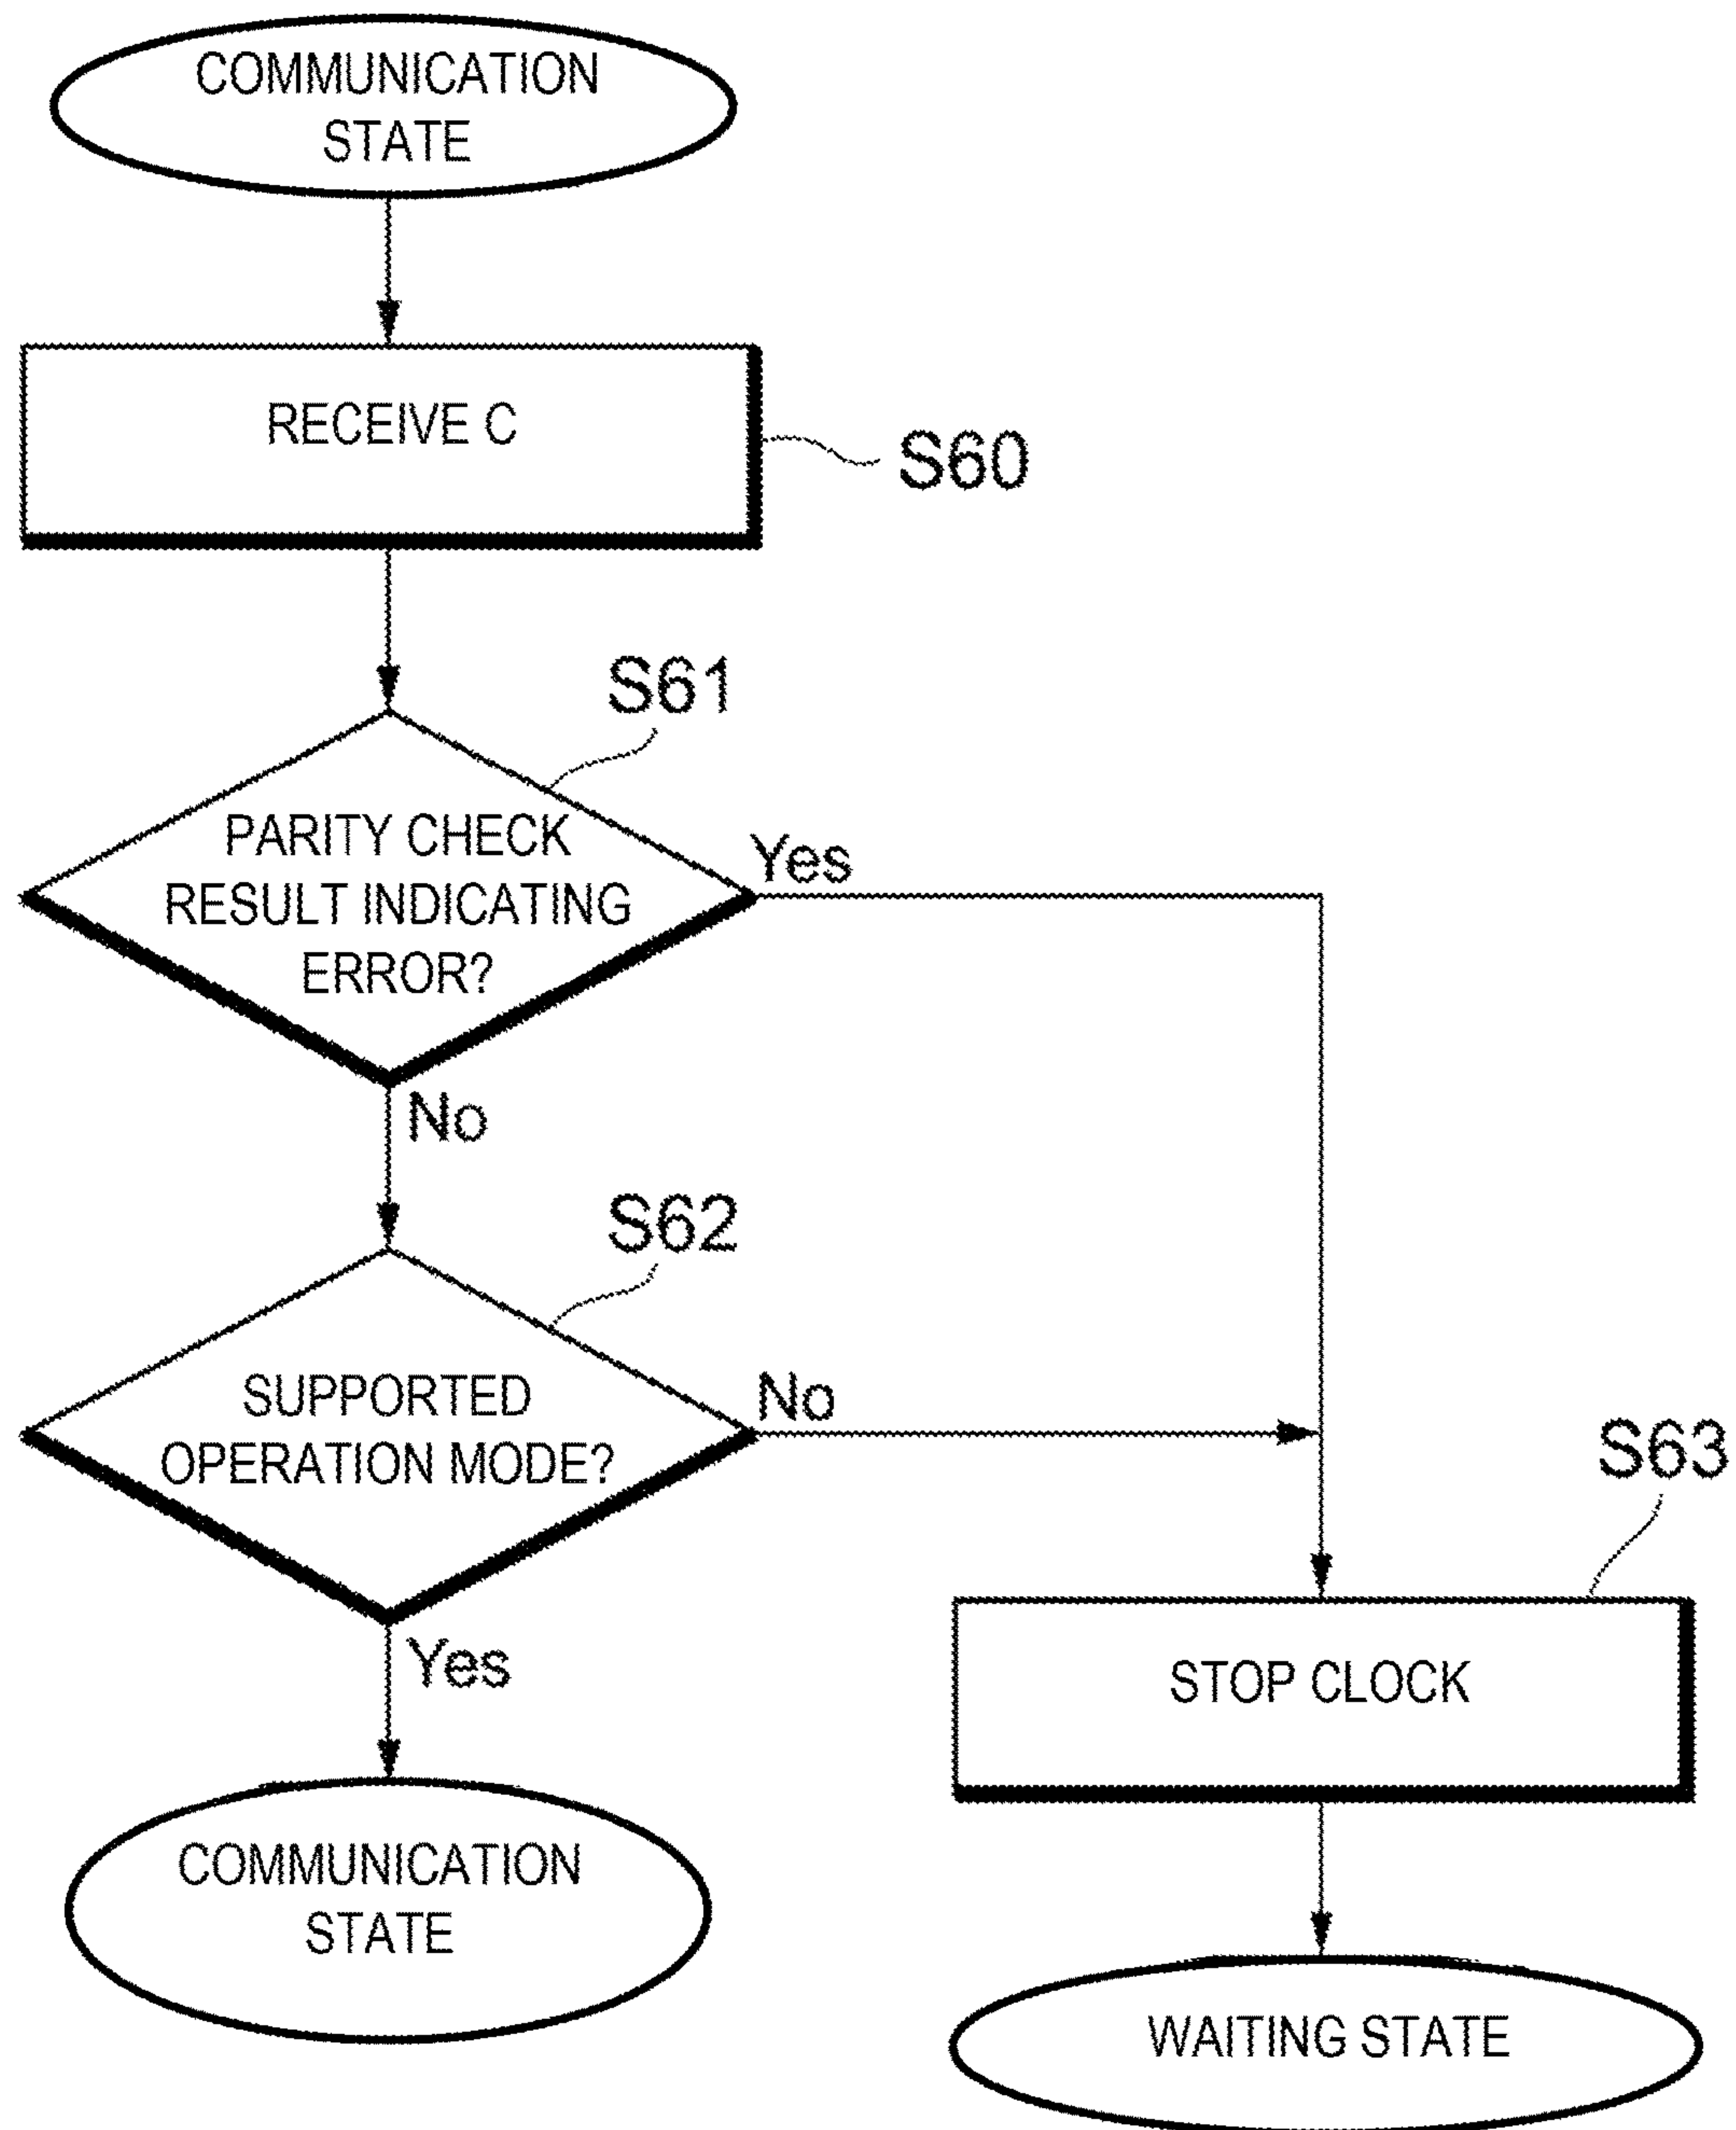 COMMUNICATION
STATE
RECEIVE C
S60
S61
PARITY CHECK
RESULT INDICATING
ERROR?
Yes
No
S62
SUPPORTED
OPERATION MODE?
No
S63
Yes
STOP CLOCK
COMMUNICATION
STATE
WAITING STATE